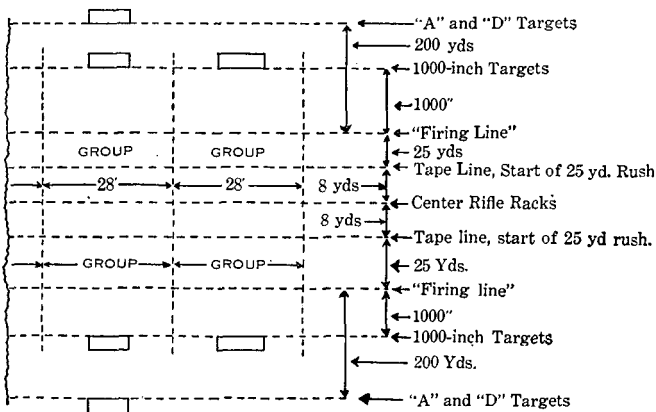 "A" and "D" Targets
200 yds
1000-inch Targets
1000"
"Firing Line"
GROUP GROUP 25 yds
Tape Line, Start of 25 yd. Rush
28' 28' 8 yds
Center Rifle Racks
8 yds
Tape line, start of 25 yd rush.
GROUP GROUP 25 Yds.
"Firing line"
1000"
1000-inch Targets
200 Yds.
"A" and "D" Targets